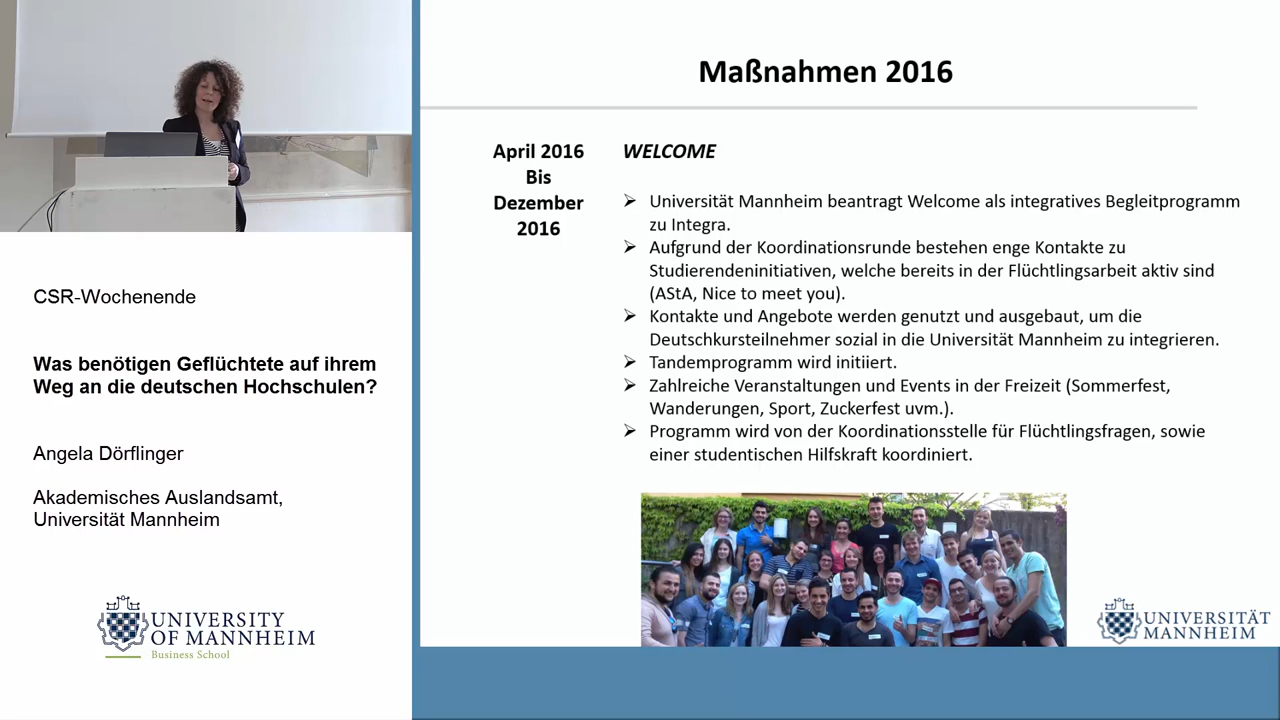 Maßnahmen 2016
April 2016
Bis
Dezember
2016
WELCOME
Universität Mannheim beantragt Welcome als integratives Begleitprogramm
zu Integra.
Aufgrund der Koordinationsrunde bestehen enge Kontakte zu
Studierendeninitiativen, welche bereits in der Flüchtlingsarbeit aktiv sind
(AStA, Nice to meet you).
Kontakte und Angebote werden genutzt und ausgebaut, um die
Deutschkursteilnehmer sozial in die Universität Mannheim zu integrieren.
Tandemprogramm wird initiiert.
Zahlreiche Veranstaltungen und Events in der Freizeit (Sommerfest,
Wanderungen, Sport, Zuckerfest uvm.).
Programm wird von der Koordinationsstelle für Flüchtlingsfragen, sowie
einer studentischen Hilfskraft koordiniert.
UNIVERSITÄT
MANNHEIM
CSR-Wochenende
Was benötigen Geflüchtete auf ihrem
Weg an die deutschen Hochschulen?
Angela Dörflinger
Akademisches Auslandsamt,
Universität Mannheim
UNIVERSITY
OF MANNHEIM
Business School